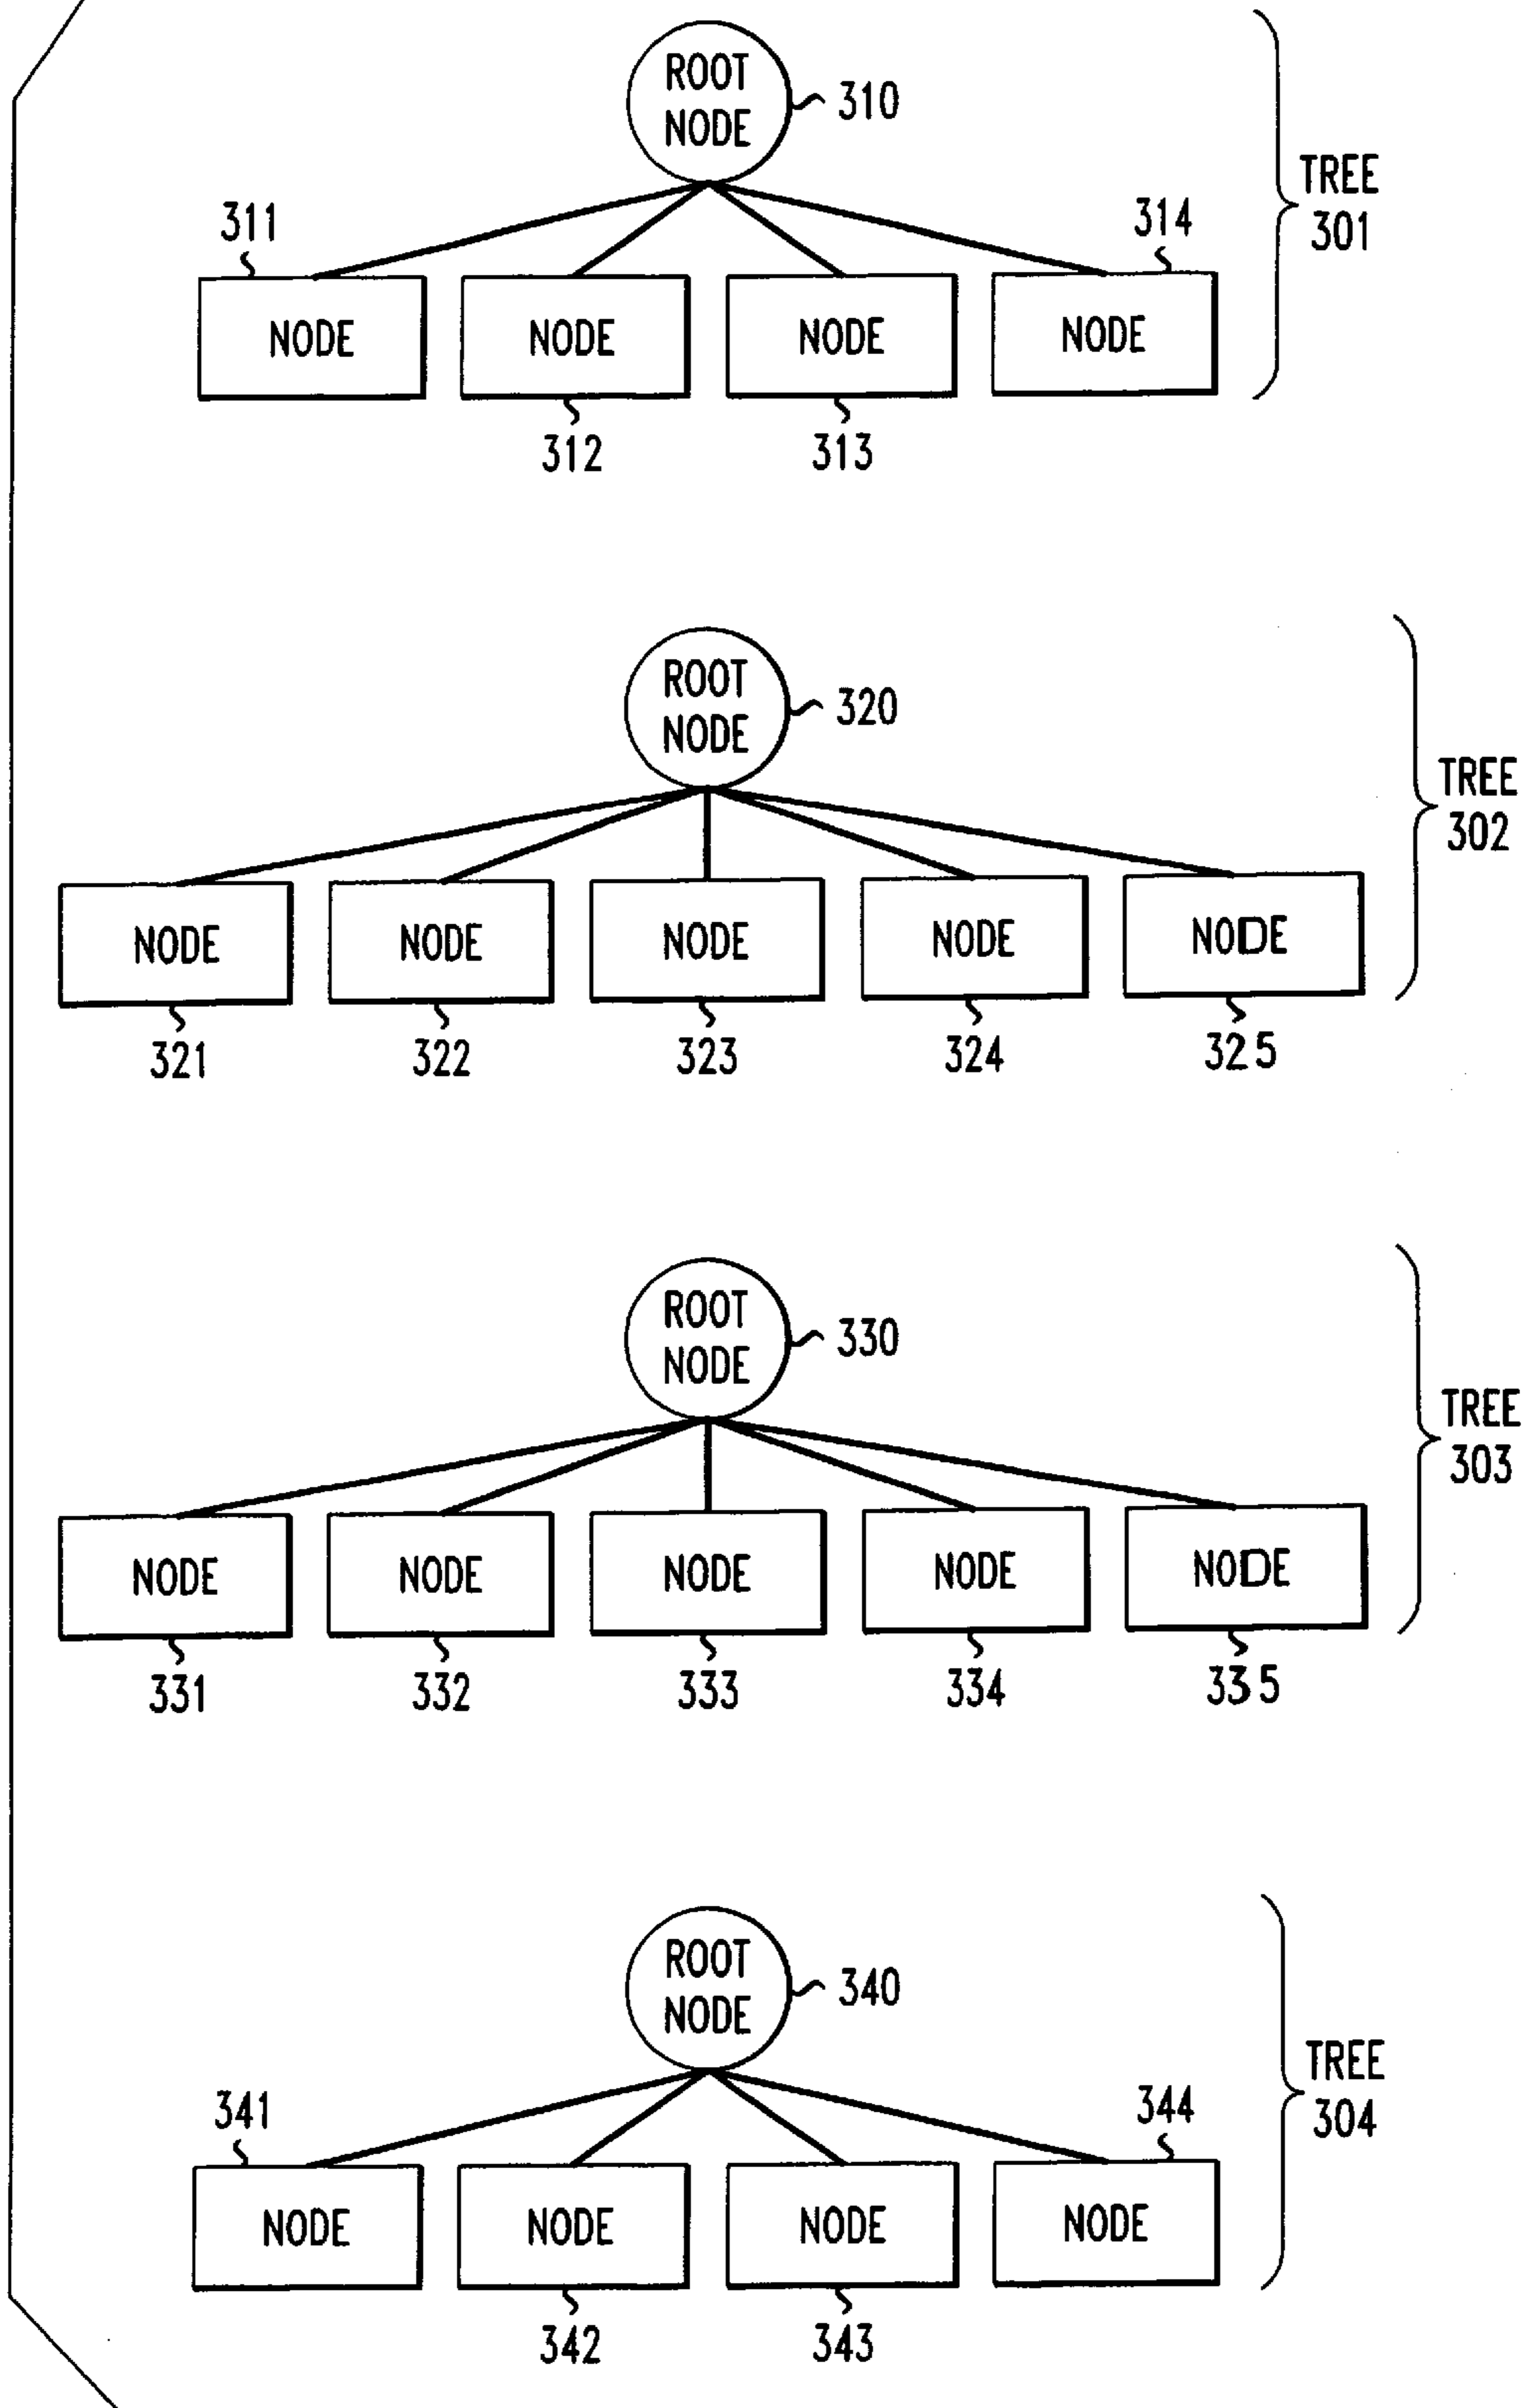 ROOT
NODE
310
TREE
301
311
314
NODE
NODE
NODE
NODE
312
313
ROOT
NODE
320
TREE
302
NODE
NODE
NODE
NODE
NODE
321
322
323
324
325
ROOT
NODE
330
TREE
303
NODE
NODE
NODE
NODE
NODE
331
332
333
334
335
ROOT
NODE
340
TREE
304
341
344
NODE
NODE
NODE
NODE
342
343